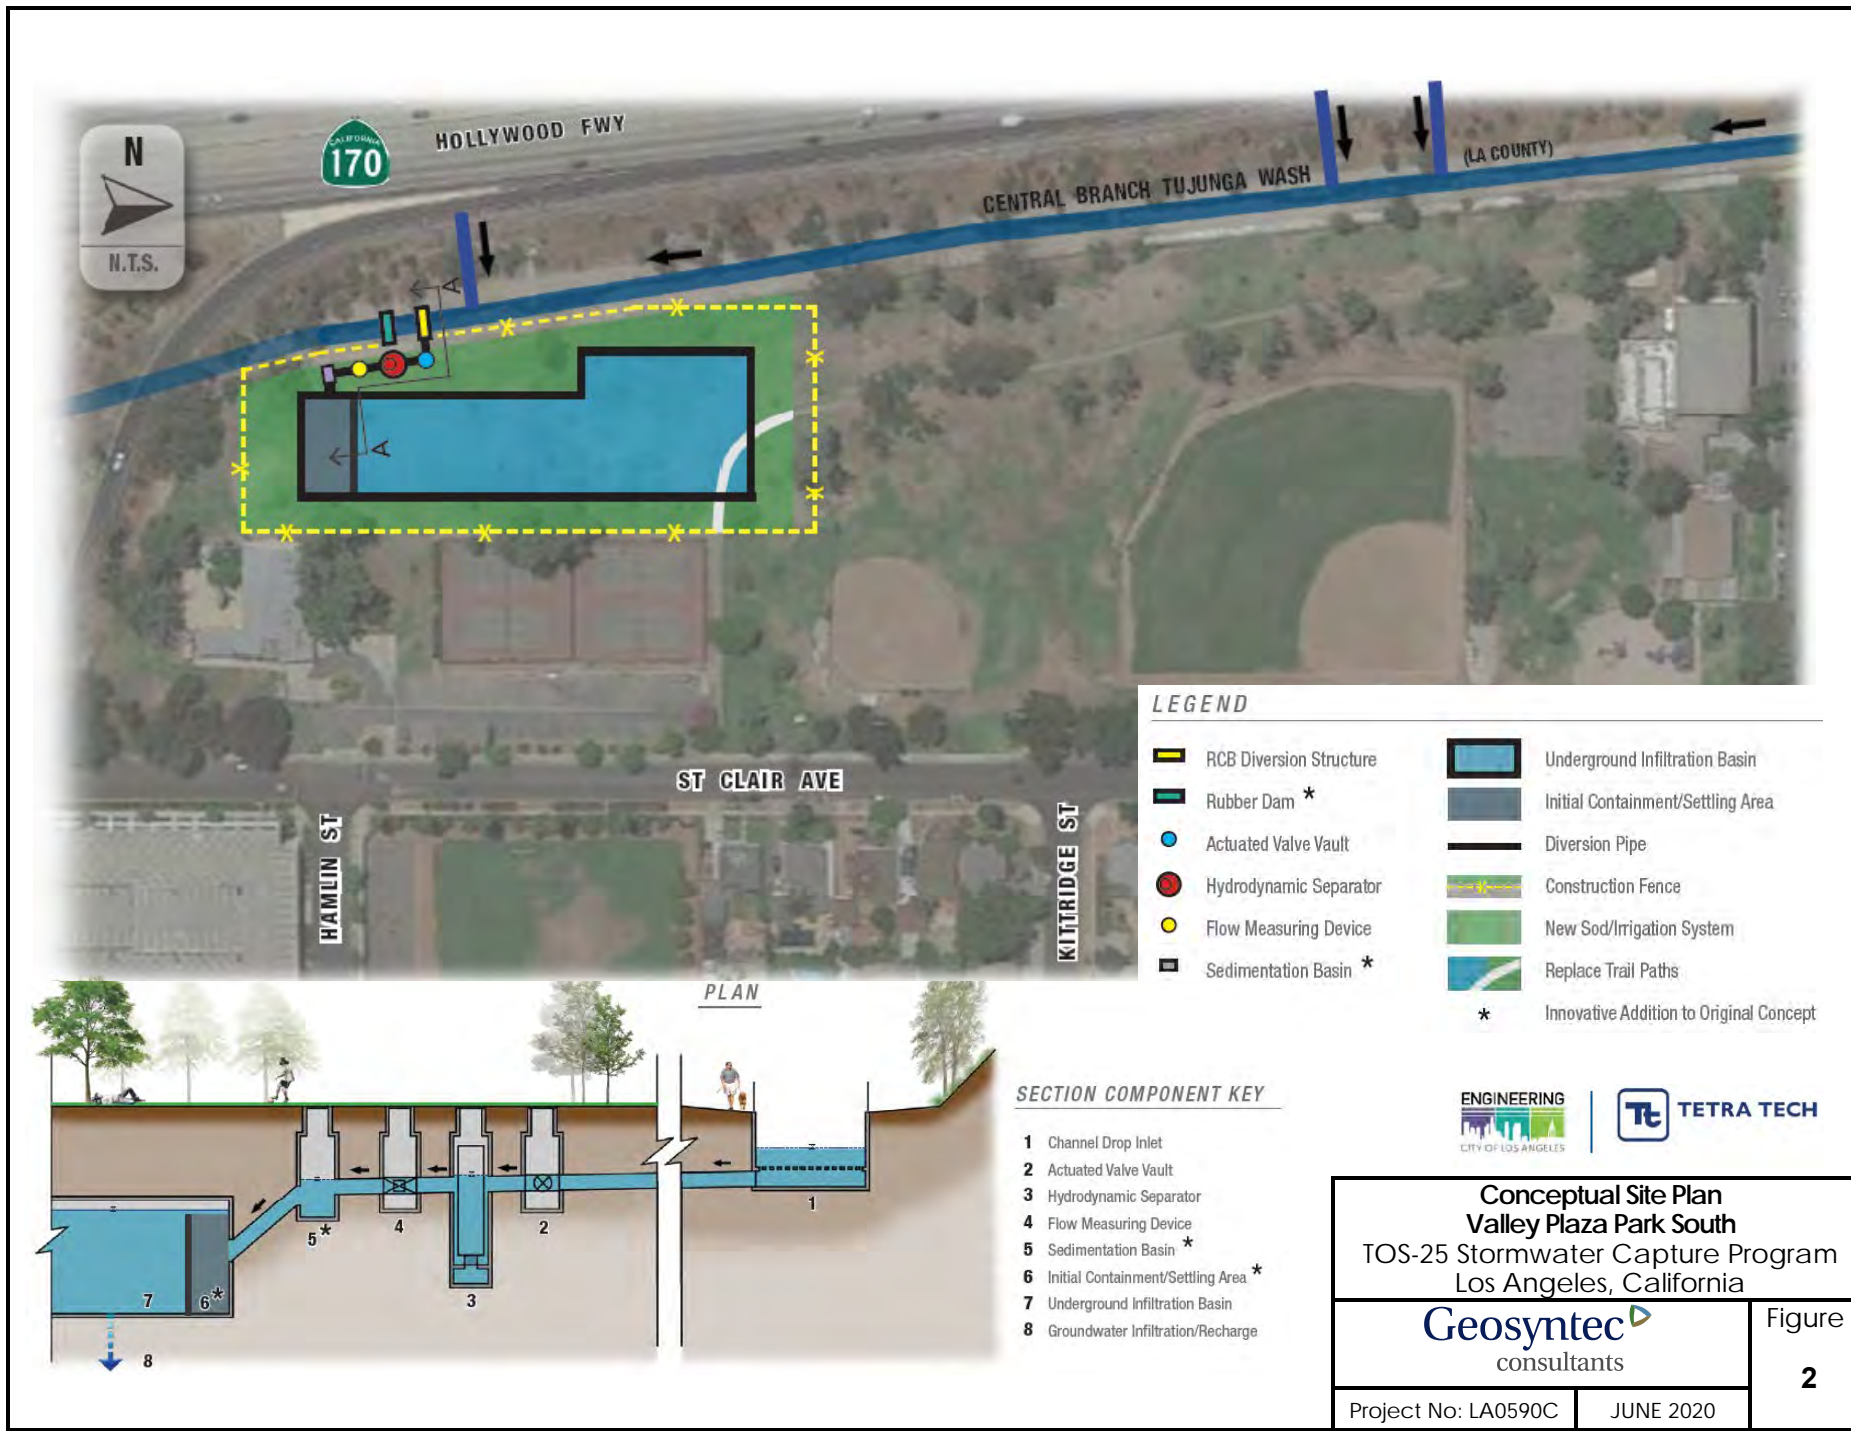 N
N.T.S.
CALIFORNIA
170
HOLLYWOOD FWY
CENTRAL BRANCH TUJUNGA WASH
(LA COUNTY)
A
A
ST CLAIR AVE
HAMLIN ST
KITTRIDGE ST
LEGEND
RCB Diversion Structure
Rubber Dam *
Actuated Valve Vault
Hydrodynamic Separator
Flow Measuring Device
Sedimentation Basin *
Underground Infiltration Basin
Initial Containment/Settling Area
Diversion Pipe
Construction Fence
New Sod/Irrigation System
Replace Trail Paths
* Innovative Addition to Original Concept
PLAN
1
2
3
4
5*
6*
7
8
SECTION COMPONENT KEY
1 Channel Drop Inlet
2 Actuated Valve Vault
3 Hydrodynamic Separator
4 Flow Measuring Device
5 Sedimentation Basin *
6 Initial Containment/Settling Area *
7 Underground Infiltration Basin
8 Groundwater Infiltration/Recharge
ENGINEERING
CITY OF LOS ANGELES
Tt TETRA TECH
Conceptual Site Plan
Valley Plaza Park South
TOS-25 Stormwater Capture Program
Los Angeles, California
Geosyntec
consultants
Figure
2
Project No: LA0590C
JUNE 2020